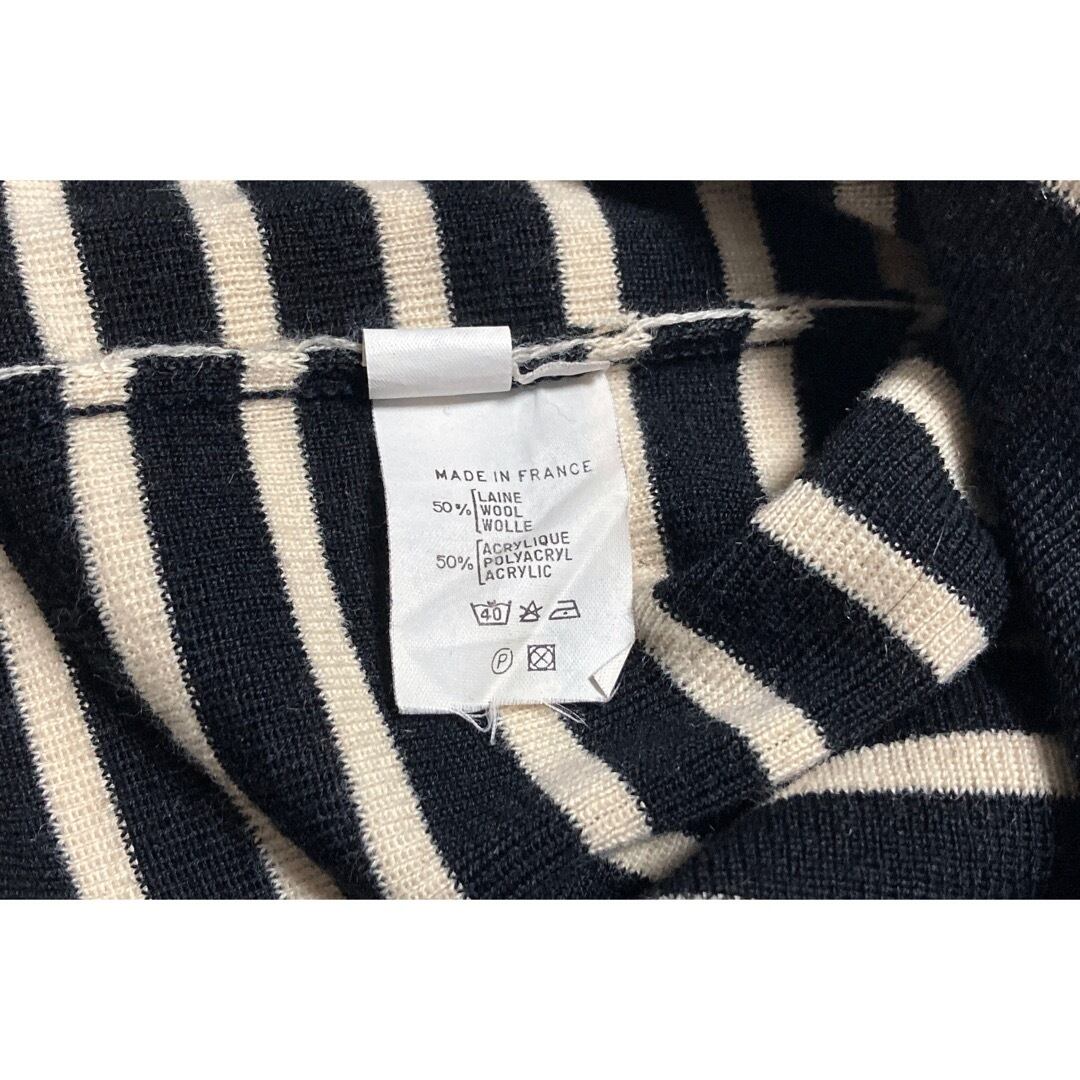 MADE IN FRANCE
50% LAINE
WOOL
WOLLE
50% ACRYLIQUE
POLYACRYL
ACRYLIC
40
P